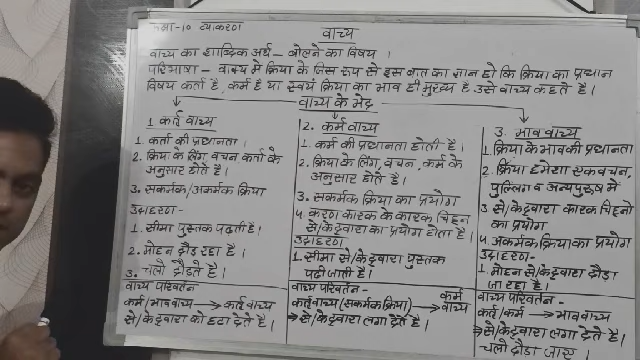 कक्षा-10 व्याकरण
वाच्य
वाच्य का शाब्दिक अर्थ – बोलने का विषय ।
परिभाषा – वाक्य मे क्रिया के जिस रूप से इस बात का ज्ञान हो कि क्रिया का प्रधान
विषय कर्ता है, कर्म है या स्वयं क्रिया का भाव ही मुख्य है उसे वाच्य कहते है।
वाच्य के भेद
1 कर्तृ वाच्य
1. कर्ता की प्रधानता ।
2. क्रिया के लिंग, वचन कर्ता के
अनुसार होते है ।
3. सकर्मक/अकर्मक क्रिया
उदाहरण-
1. सीमा पुस्तक पढ़ती है।
2. मोहन दौड़ रहा है ।
3. चलो दौड़ते है ।
वाच्य परिवर्तन
कर्म/भाववाच्य → कर्तृवाच्य
से/के द्वारा को हटा देते है ।
2. कर्म वाच्य
1. कर्म की प्रधानता होती है ।
2. क्रिया के लिंग, वचन, कर्म के
अनुसार होते है ।
3. सकर्मक क्रिया का प्रयोग
4. करण कारक के कारक चिह्न
से/के द्वारा का प्रयोग होता है ।
उदाहरण
1. सीमा से/के द्वारा पुस्तक
पढ़ी जाती है ।
वाच्य परिवर्तन-
कर्तृवाच्य (सकर्मक क्रिया) → कर्म वाच्य
→ से/के द्वारा लगा देते है ।
3. भाव वाच्य
1 क्रिया के भाव की प्रधानता
2. क्रिया हमेशा एकवचन,
पुल्लिंग व अन्यपुरुष में
3 से/के द्वारा कारक चिह्नो
का प्रयोग
4. अकर्मक क्रिया का प्रयोग
उदाहरण-
1. मोहन से/के द्वारा दौड़ा
जा रहा है ।
वाच्य परिवर्तन -
कर्तृ/कर्म → भाववाच्य
→ से/के द्वारा लगा देते है ।
चलो दौड़ा जाए ।